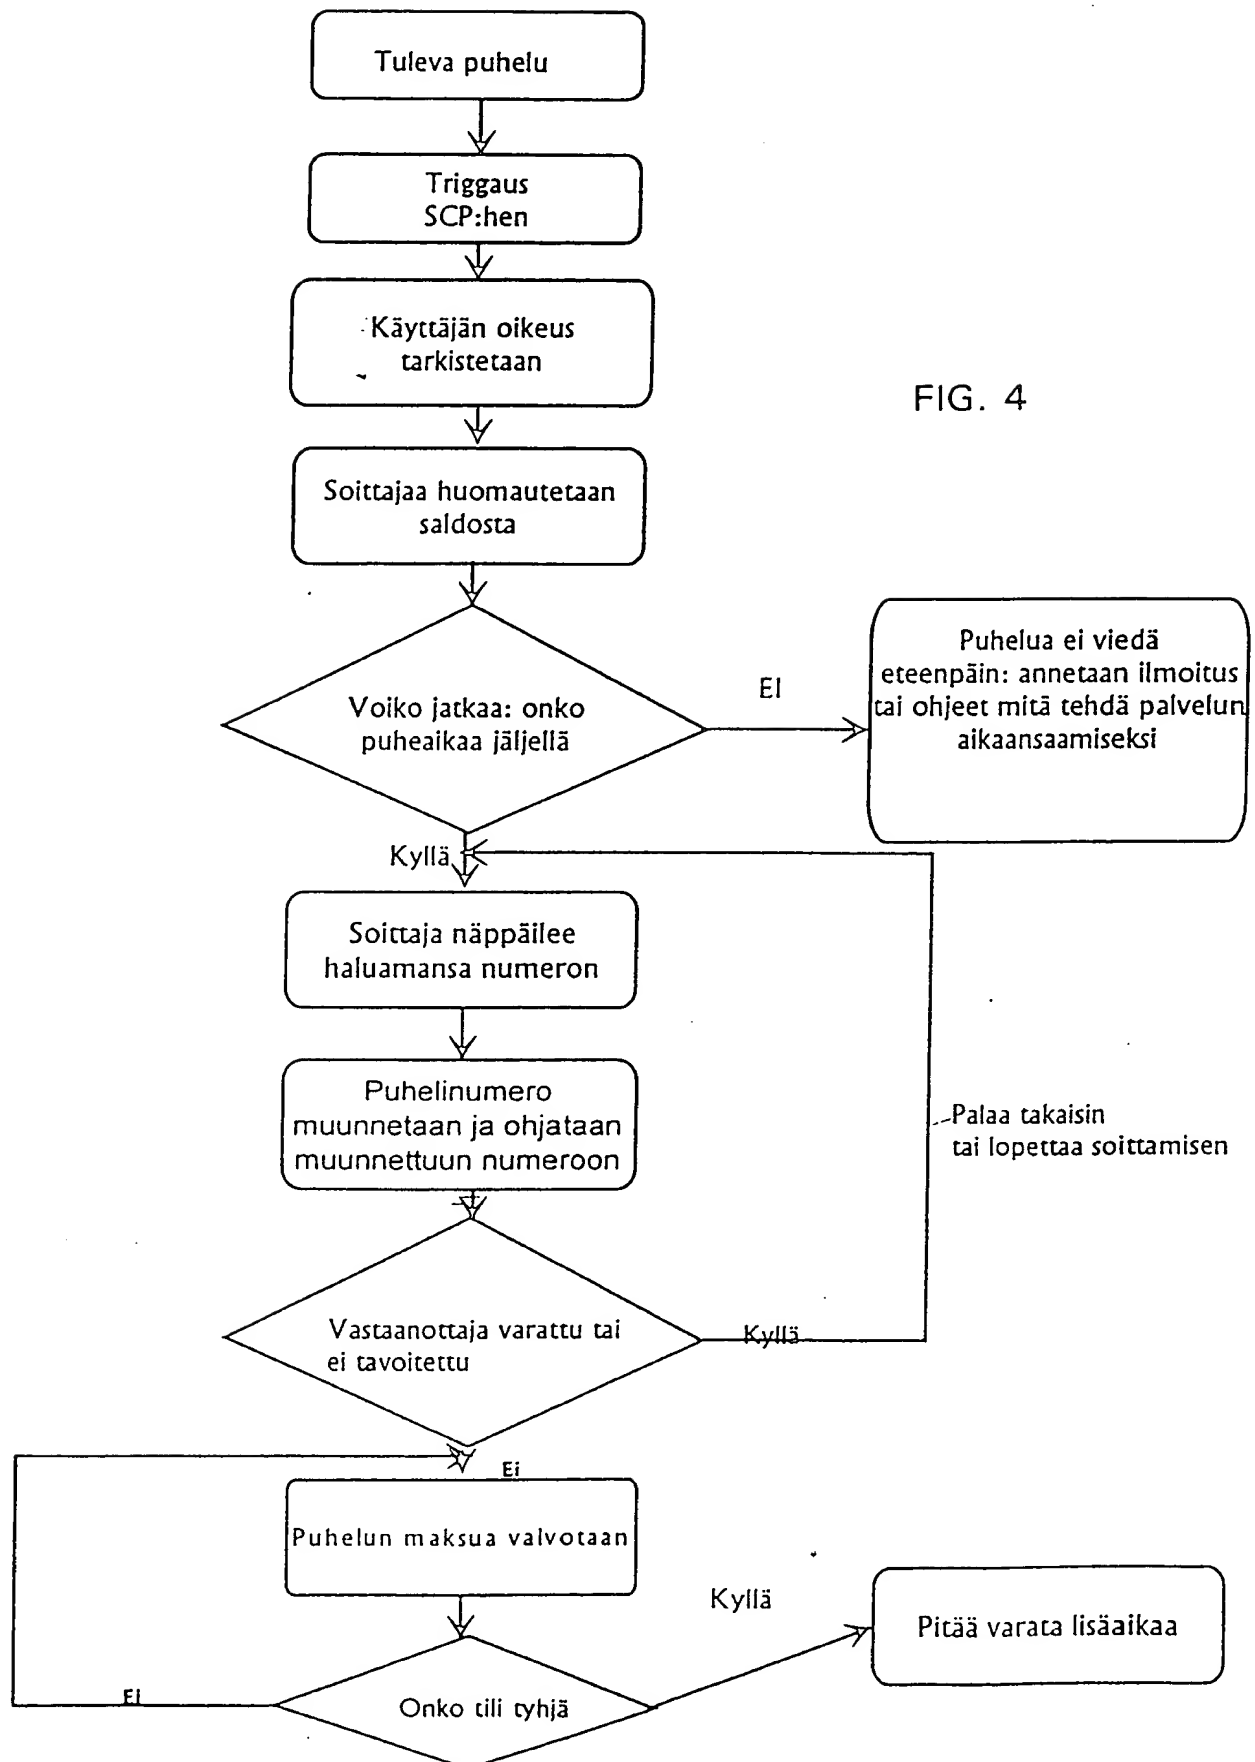 Tuleva puhelu
Triggaus
SCP:hen
Käyttäjän oikeus
tarkistetaan
FIG. 4
Soittajaa huomautetaan
saldosta
Voiko jatkaa: onko
puheaikaa jäljellä
EI
Puhelua ei viedä
eteenpäin: annetaan ilmoitus
tai ohjeet mitä tehdä palvelun
aikaansaamiseksi
Kyllä
Soittaja näppäilee
haluamansa numeron
Puhelinumero
muunnetaan ja ohjataan
muunnettuun numeroon
Palaa takaisin
tai lopettaa soittamisen
Vastaanottaja varattu tai
ei tavoitettu
Kyllä
Ei
Puhelun maksua valvotaan
Kyllä
Pitää varata lisäaikaa
EI
Onko tili tyhjä